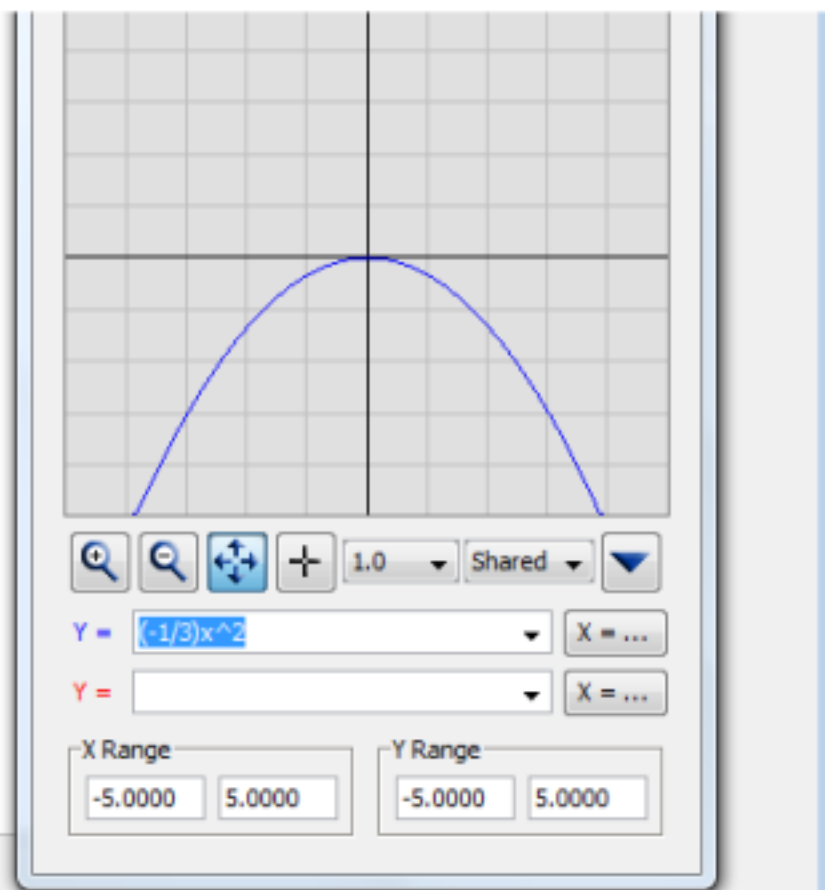 1.0 Shared
Y = (-1/3)x^2 X = ...
Y = X = ...
X Range Y Range
-5.0000 5.0000 -5.0000 5.0000